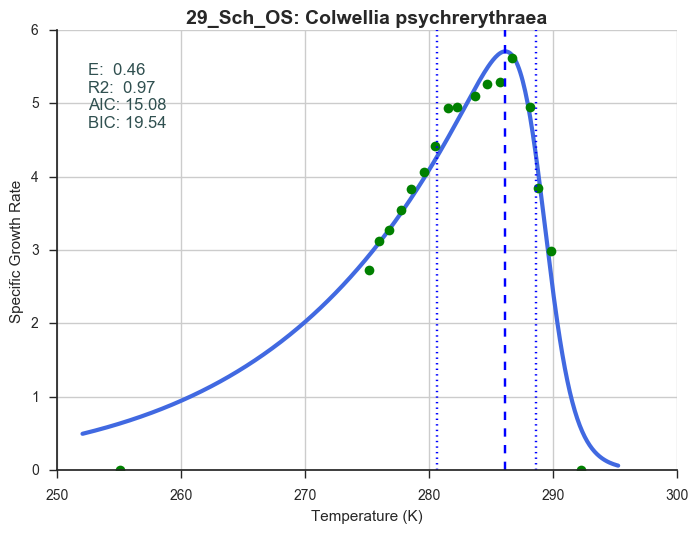 29_Sch_OS: Colwellia psychrerythraea
E: 0.46
R2: 0.97
AIC: 15.08
BIC: 19.54
Specific Growth Rate
6
5
4
3
2
1
0
250 260 270 280 290 300
Temperature (K)